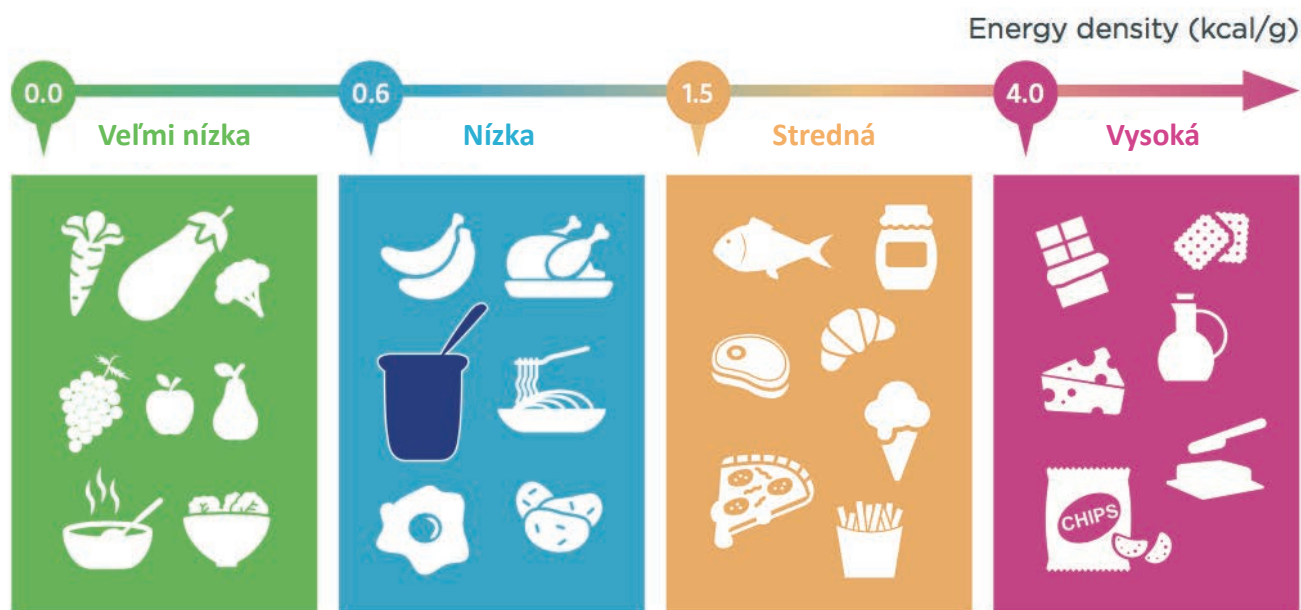 Energy density (kcal/g)
0.0
0.6
1.5
4.0
Veľmi nízka
Nízka
Stredná
Vysoká
CHIPS